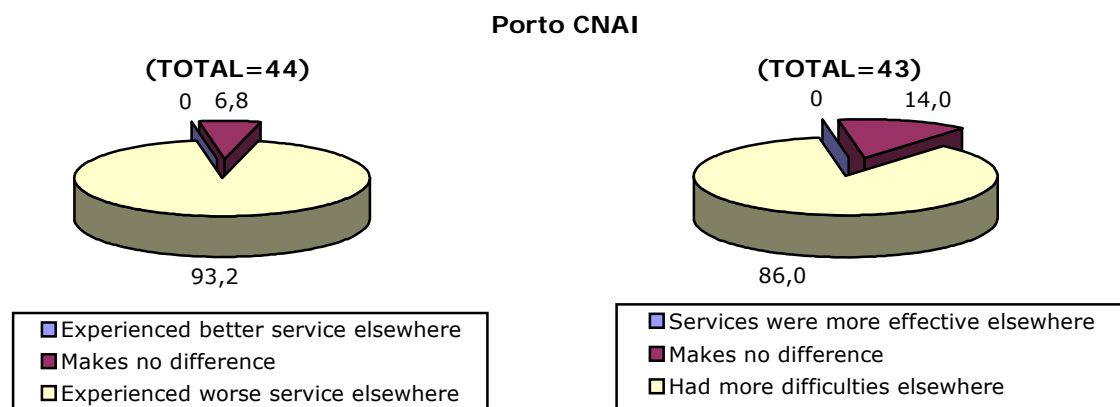 Porto CNAI
(TOTAL=44)
0 6,8
93,2
Experienced better service elsewhere
Makes no difference
Experienced worse service elsewhere
(TOTAL=43)
0 14,0
86,0
Services were more effective elsewhere
Makes no difference
Had more difficulties elsewhere